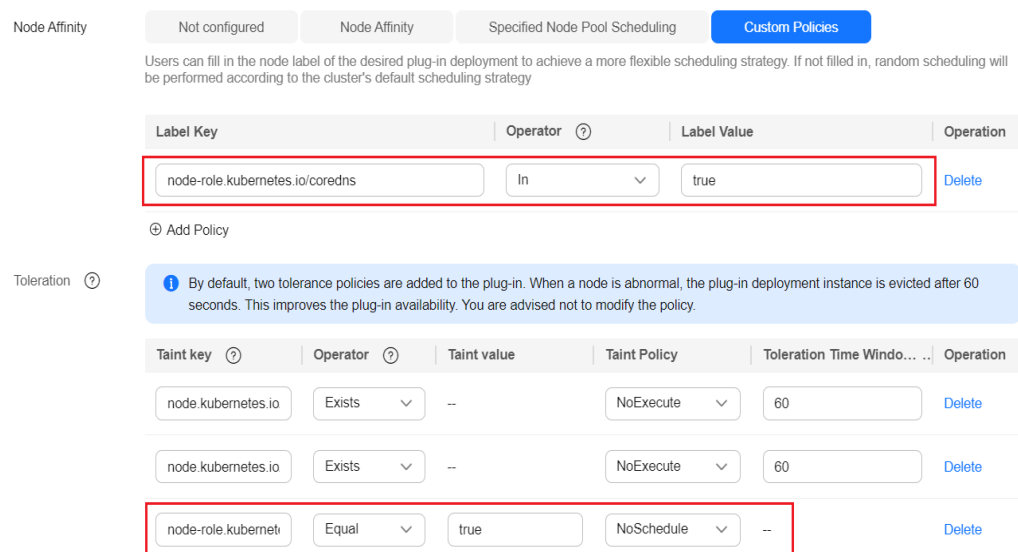 Node Affinity Not configured Node Affinity Specified Node Pool Scheduling Custom Policies
Users can fill in the node label of the desired plug-in deployment to achieve a more flexible scheduling strategy. If not filled in, random scheduling will
be performed according to the cluster's default scheduling strategy
Label Key Operator ? Label Value Operation
node-role.kubernetes.io/coredns In true Delete
Add Policy
Toleration ? By default, two tolerance policies are added to the plug-in. When a node is abnormal, the plug-in deployment instance is evicted after 60
seconds. This improves the plug-in availability. You are advised not to modify the policy.
Taint key ? Operator ? Taint value Taint Policy Toleration Time Windo... .. Operation
node.kubernetes.io Exists -- NoExecute 60 Delete
node.kubernetes.io Exists -- NoExecute 60 Delete
node-role.kubernete Equal true NoSchedule -- Delete